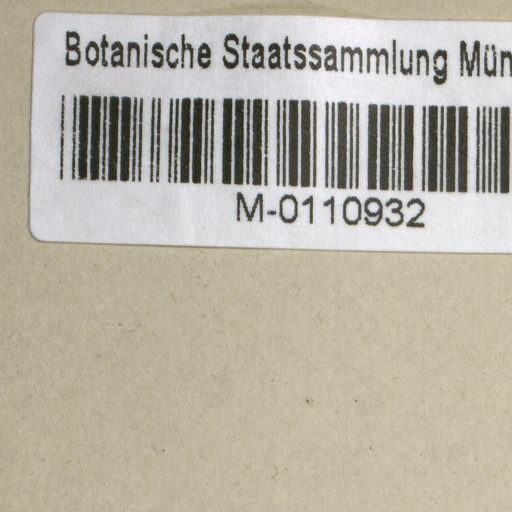 Botanische Staatssammlung Mün
M-0110932